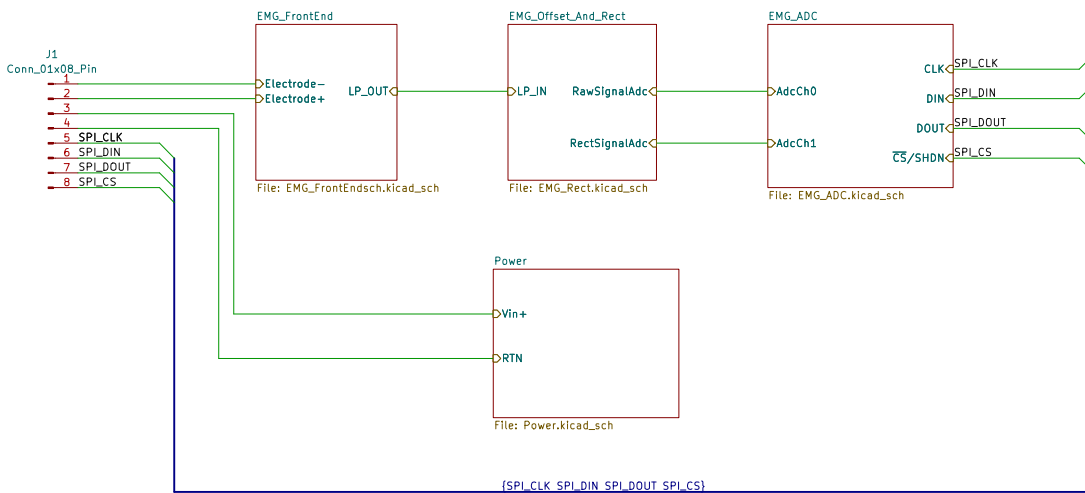 J1
Conn_01x08_Pin
1
2
3
4
5 SPI_CLK
6 SPI_DIN
7 SPI_DOUT
8 SPI_CS
EMG_FrontEnd
Electrode-
Electrode+
LP_OUT
File: EMG_FrontEndsch.kicad_sch
EMG_Offset_And_Rect
LP_IN
RawSIgnalAdc
RectSignalAdc
File: EMG_Rect.kicad_sch
EMG_ADC
AdcCh0
AdcCh1
CLK SPI_CLK
DIN SPI_DIN
DOUT SPI_DOUT
CS/SHDN SPI_CS
File: EMG_ADC.kicad_sch
Power
Vin+
RTN
File: Power.kicad_sch
{SPI_CLK SPI_DIN SPI_DOUT SPI_CS}